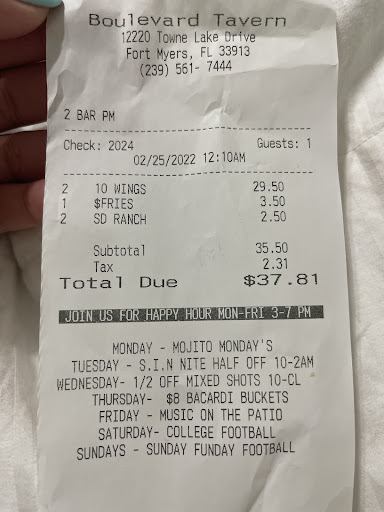 Boulevard Tavern
12220 Towne Lake Drive
Fort Myers, FL 33913
(239) 561- 7444
2 BAR PM
Check: 2024 Guests: 1
02/25/2022 12:10AM
2 10 WINGS 29.50
1 $FRIES 3.50
2 SD RANCH 2.50
Subtotal 35.50
Tax 2.31
Total Due $37.81
JOIN US FOR HAPPY HOUR MON-FRI 3-7 PM
MONDAY - MOJITO MONDAY'S
TUESDAY - S.I.N NITE HALF OFF 10-2AM
WEDNESDAY- 1/2 OFF MIXED SHOTS 10-CL
THURSDAY- $8 BACARDI BUCKETS
FRIDAY - MUSIC ON THE PATIO
SATURDAY- COLLEGE FOOTBALL
SUNDAYS - SUNDAY FUNDAY FOOTBALL